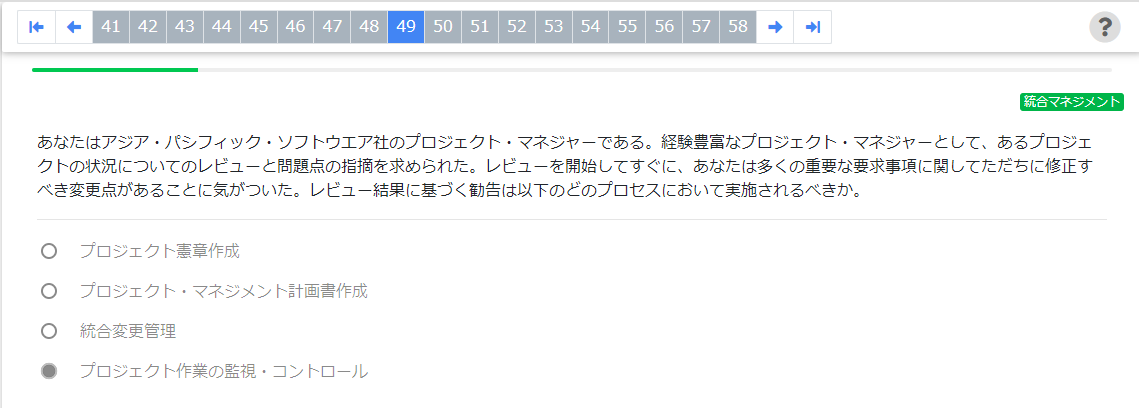 41 42 43 44 45 46 47 48 49 50 51 52 53 54 55 56 57 58 ?
統合マネジメント
あなたはアジア・パシフィック・ソフトウエア社のプロジェクト・マネジャーである。経験豊富なプロジェクト・マネジャーとして、あるプロジェ
クトの状況についてのレビューと問題点の指摘を求められた。レビューを開始してすぐに、あなたは多くの重要な要求事項に関してただちに修正す
べき変更点があることに気がついた。レビュー結果に基づく勧告は以下のどのプロセスにおいて実施されるべきか。
プロジェクト憲章作成
プロジェクト・マネジメント計画書作成
統合変更管理
プロジェクト作業の監視・コントロール